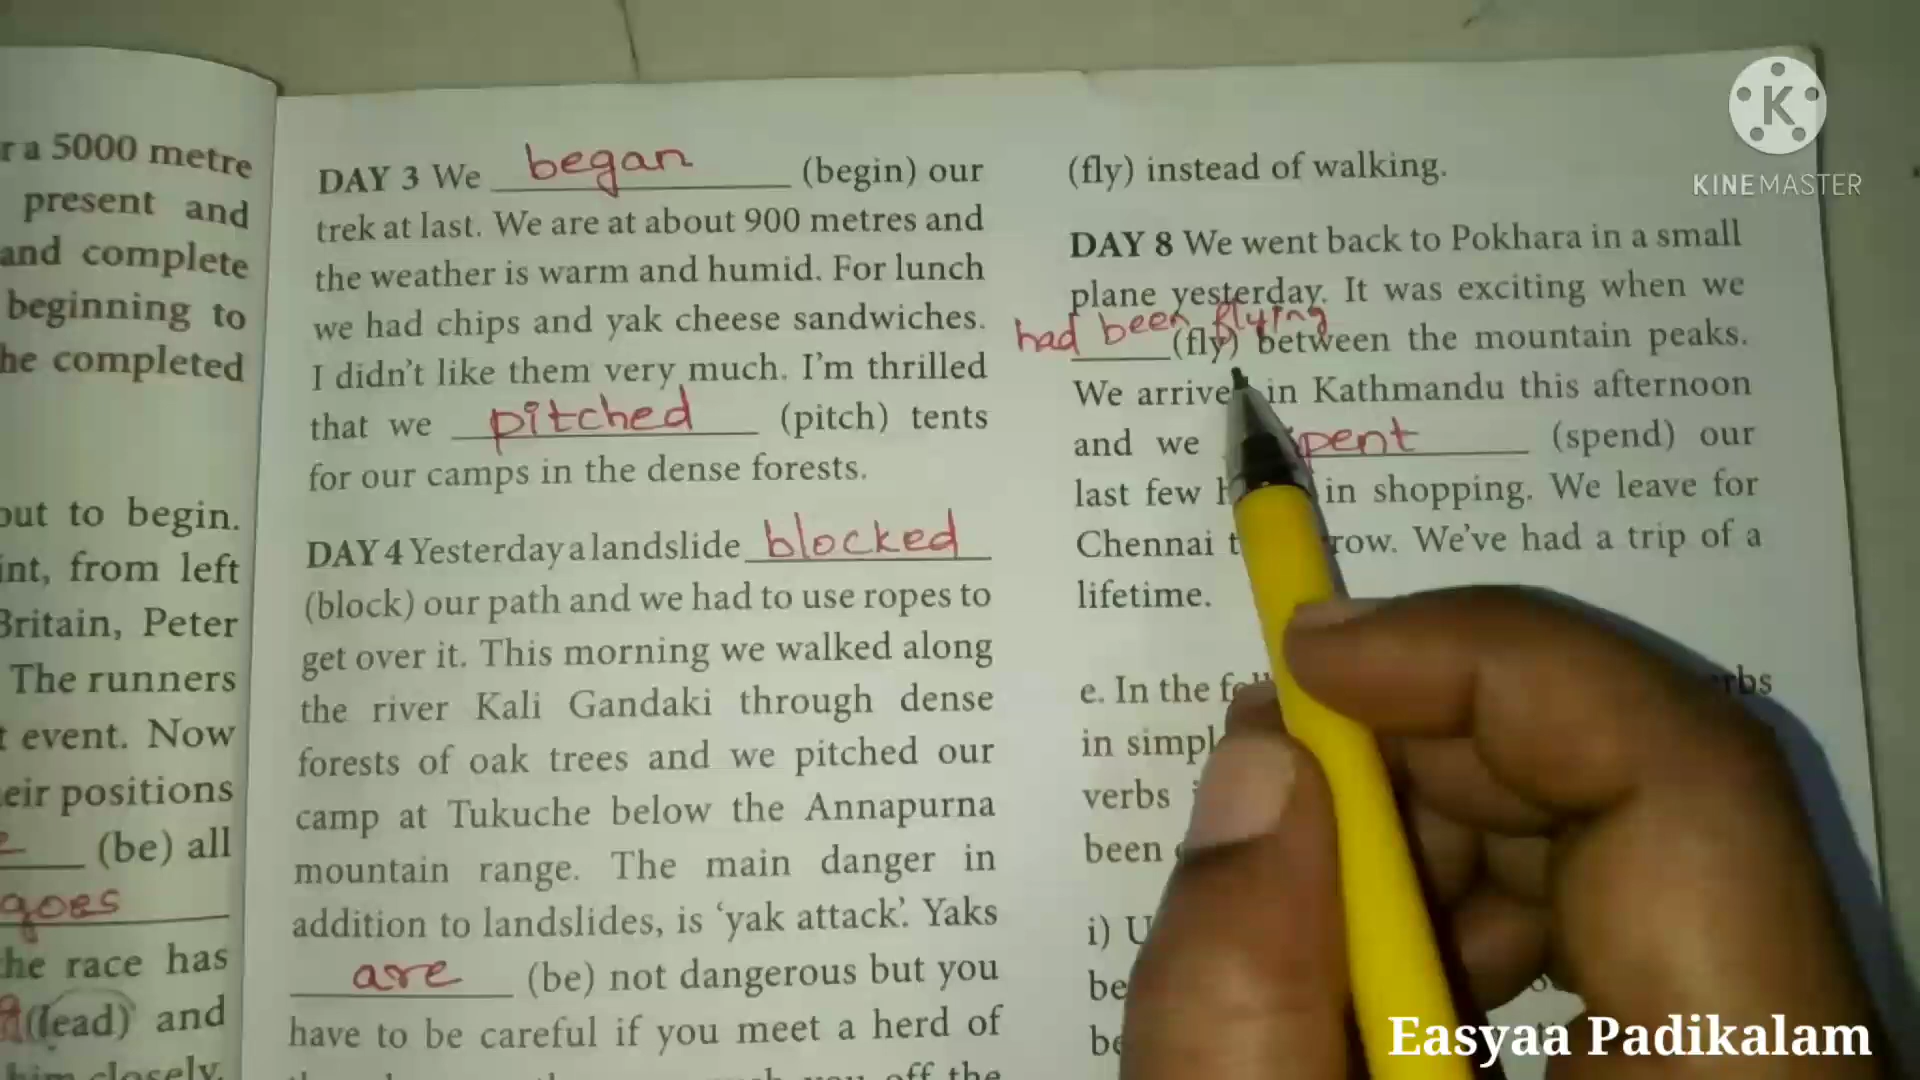 r a 5000 metre
present and
and complete
beginning to
he completed
out to begin.
int, from left
Britain, Peter
The runners
t event. Now
eir positions
(be) all
goes
he race has
(lead) and
him closely.
DAY 3 We began (begin) our
trek at last. We are at about 900 metres and
the weather is warm and humid. For lunch
we had chips and yak cheese sandwiches.
I didn't like them very much. I'm thrilled
that we pitched (pitch) tents
for our camps in the dense forests.
DAY 4 Yesterday a landslide blocked
(block) our path and we had to use ropes to
get over it. This morning we walked along
the river Kali Gandaki through dense
forests of oak trees and we pitched our
camp at Tukuche below the Annapurna
mountain range. The main danger in
addition to landslides, is 'yak attack'. Yaks
are (be) not dangerous but you
have to be careful if you meet a herd of
off the
(fly) instead of walking.
DAY 8 We went back to Pokhara in a small
plane yesterday. It was exciting when we
had been flying
(fly) between the mountain peaks.
We arrive in Kathmandu this afternoon
and we pent (spend) our
last few in shopping. We leave for
Chennai t row. We've had a trip of a
lifetime.
e. In the f rbs
in simpl
verbs
been
i) U
be
be
K
KINEMASTER
Easyaa Padikalam